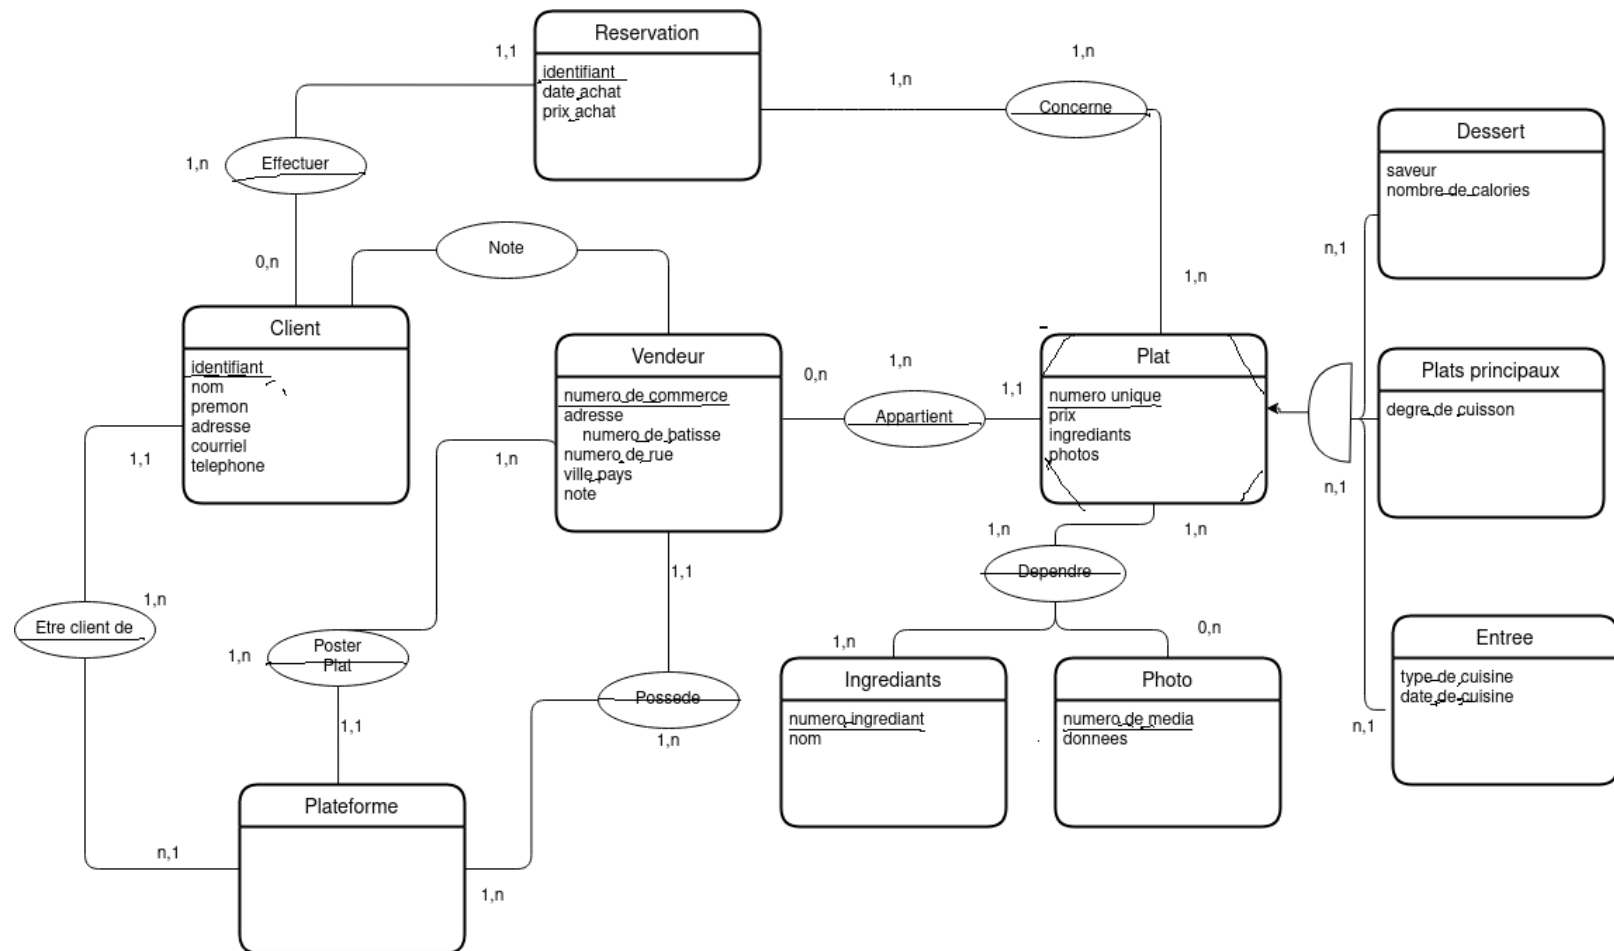 Reservation
identifiant
date achat
prix achat
1,1
1,n
1,n
Concerne
Effectuer
1,n
0,n
1,n
Note
Dessert
saveur
nombre de calories
n,1
Client
identifiant
nom
premon
adresse
courriel
telephone
Vendeur
numero de commerce
adresse
numero de batisse
numero de rue
ville pays
note
0,n
1,n
Appartient
1,1
Plat
numero unique
prix
ingrediants
photos
Plats principaux
degre de cuisson
n,1
1,1
1,n
1,n
1,n
Dependre
1,1
1,n
Etre client de
1,n
Poster
Plat
Possede
1,n
1,n
0,n
Ingrediants
numero ingrediant
nom
Photo
numero de media
donnees
Entree
type de cuisine
date de cuisine
n,1
1,1
Plateforme
n,1
1,n